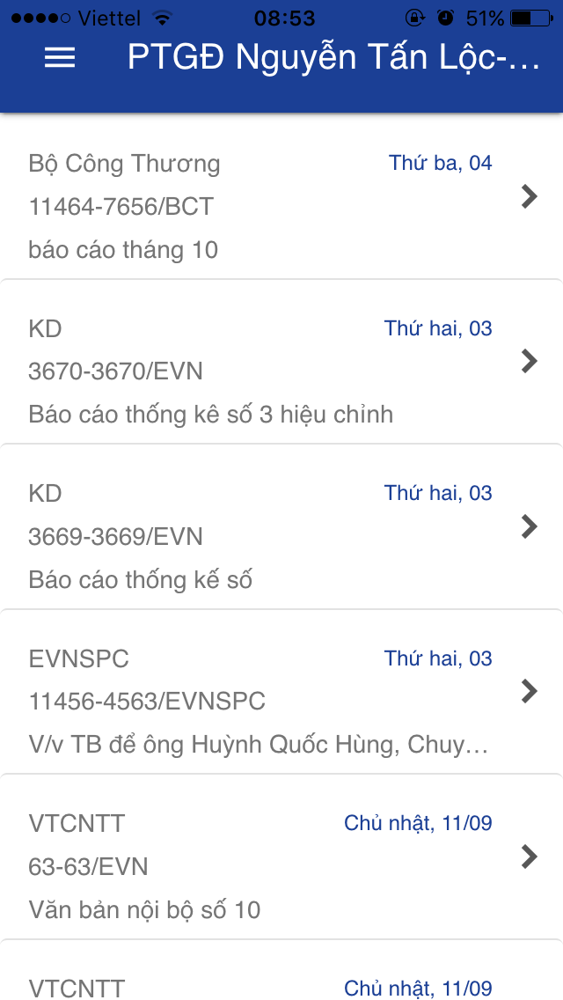 Viettel 08:53 51%
PTGĐ Nguyễn Tấn Lộc-...
Bộ Công Thương Thứ ba, 04
11464-7656/BCT
báo cáo tháng 10
KD Thứ hai, 03
3670-3670/EVN
Báo cáo thống kê số 3 hiệu chỉnh
KD Thứ hai, 03
3669-3669/EVN
Báo cáo thống kế số
EVNSPC Thứ hai, 03
11456-4563/EVNSPC
V/v TB để ông Huỳnh Quốc Hùng, Chuy...
VTCNTT Chủ nhật, 11/09
63-63/EVN
Văn bản nội bộ số 10
VTCNTT Chủ nhật, 11/09